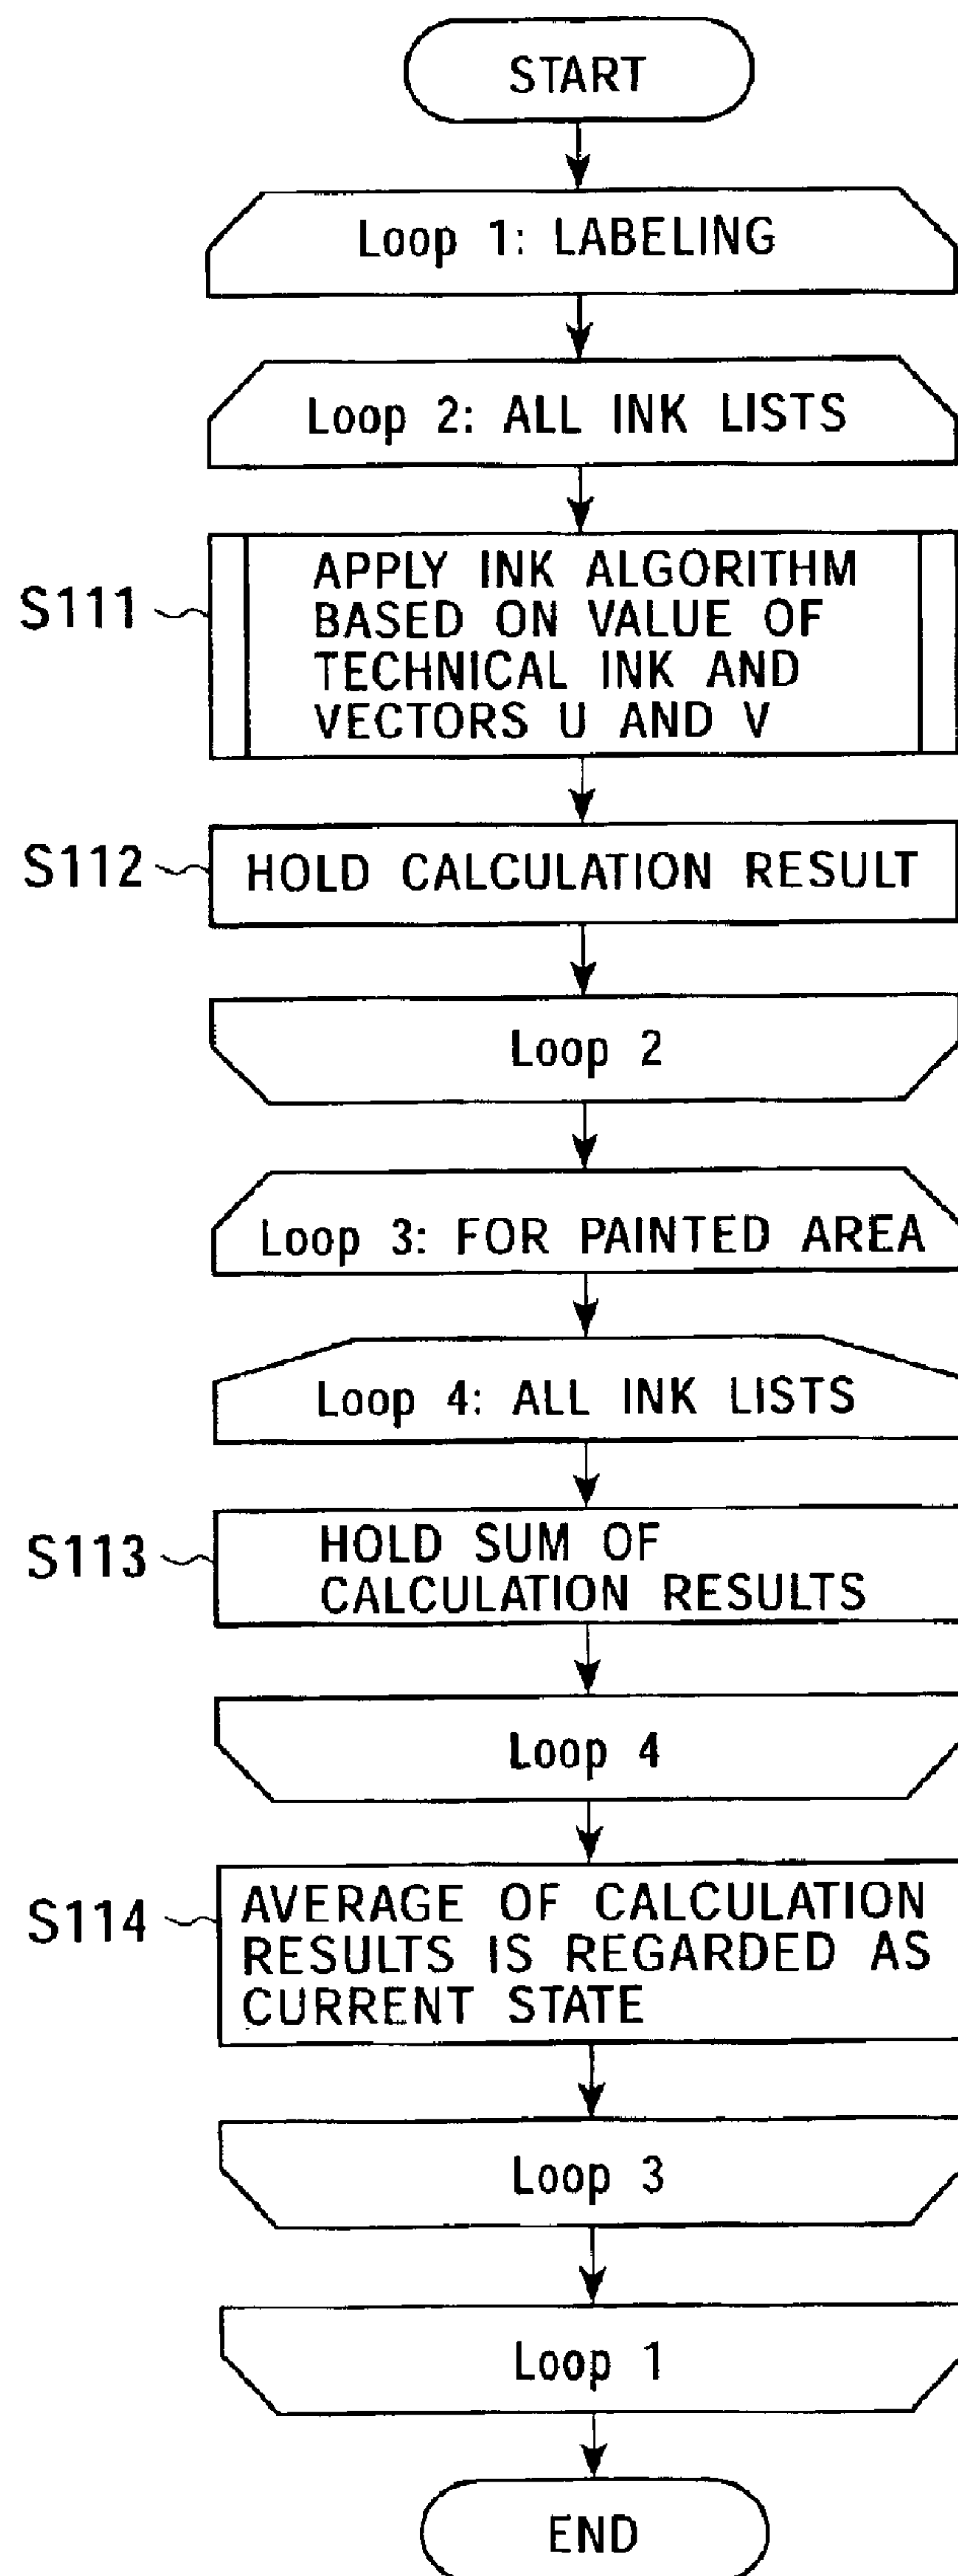 START
Loop 1: LABELING
Loop 2: ALL INK LISTS
S111
APPLY INK ALGORITHM
BASED ON VALUE OF
TECHNICAL INK AND
VECTORS U AND V
S112
HOLD CALCULATION RESULT
Loop 2
Loop 3: FOR PAINTED AREA
Loop 4: ALL INK LISTS
S113
HOLD SUM OF
CALCULATION RESULTS
Loop 4
S114
AVERAGE OF CALCULATION
RESULTS IS REGARDED AS
CURRENT STATE
Loop 3
Loop 1
END